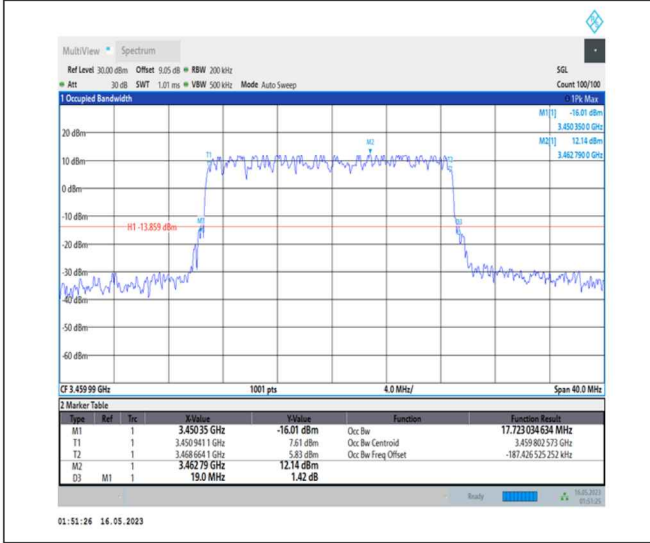 MultiView Spectrum
Ref Level 30.00 dBm Offset 9.05 dB RBW 200 kHz SGL
Att 30 dB SWT 1.01 ms VBW 500 kHz Mode Auto Sweep Count 100/100
1 Occupied Bandwidth 1Pk Max
M1[1] -16.01 dBm
3.450 350 0 GHz
M2[1] 12.14 dBm
3.462 790 0 GHz
20 dBm
M2
T1 T2
10 dBm
0 dBm
-10 dBm
M1 D3
H1 -13.859 dBm
-20 dBm
-30 dBm
-40 dBm
-50 dBm
-60 dBm
CF 3.459 99 GHz 1001 pts 4.0 MHz/ Span 40.0 MHz
2 Marker Table
Type Ref Trc X-Value Y-Value Function Function Result
M1 1 3.450 35 GHz -16.01 dBm Occ Bw 17.723 034 634 MHz
T1 1 3.450 941 1 GHz 7.61 dBm Occ Bw Centroid 3.459 802 573 GHz
T2 1 3.468 664 1 GHz 5.83 dBm Occ Bw Freq Offset -187.426 525 252 kHz
M2 1 3.462 79 GHz 12.14 dBm
D3 M1 1 19.0 MHz 1.42 dB
Ready 16.05.2023
01:51:25
01:51:26 16.05.2023